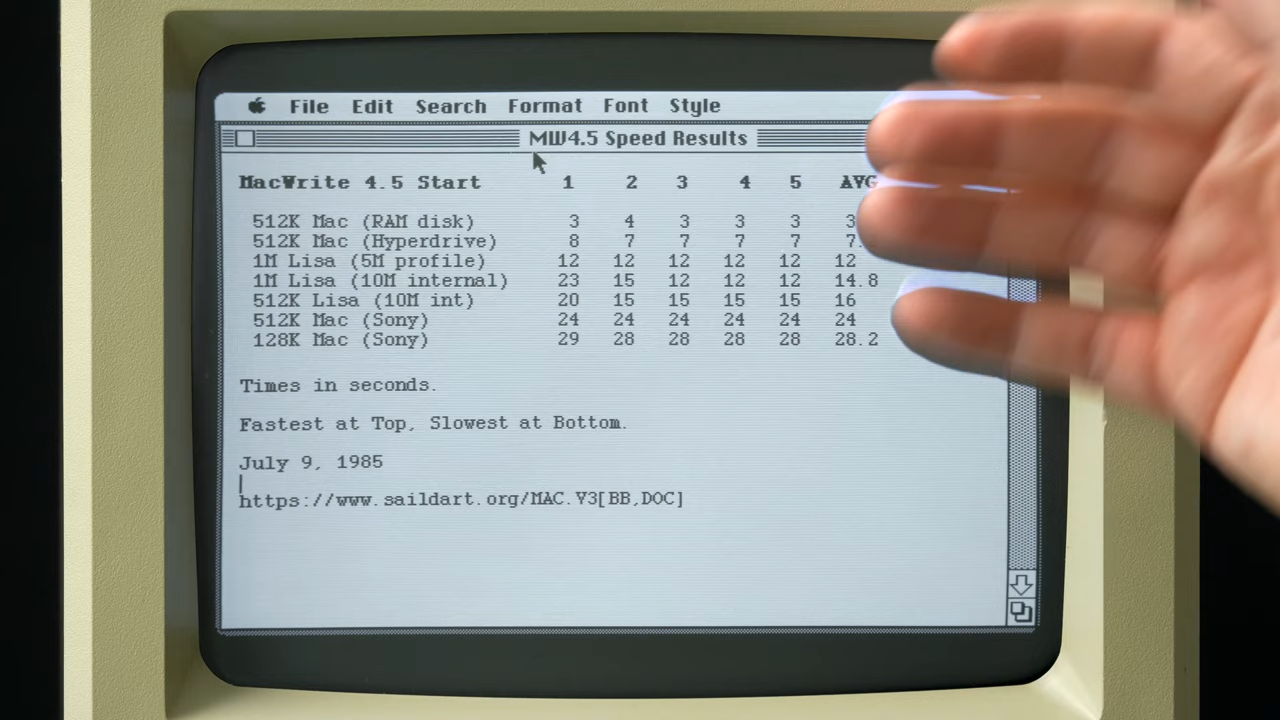 File Edit Search Format Font Style
MW4.5 Speed Results
MacWrite 4.5 Start 1 2 3 4 5 AVG
512K Mac (RAM disk) 3 4 3 3 3
512K Mac (Hyperdrive) 8 7 7 7 7
1M Lisa (5M profile) 12 12 12 12 12 12
1M Lisa (10M internal) 23 15 12 12 12 14.8
512K Lisa (10M int) 20 15 15 15 15 16
512K Mac (Sony) 24 24 24 24 24 24
128K Mac (Sony) 29 28 28 28 28 28.2
Times in seconds.
Fastest at Top, Slowest at Bottom.
July 9, 1985
https://www.saildart.org/MAC.V3[BB,DOC]